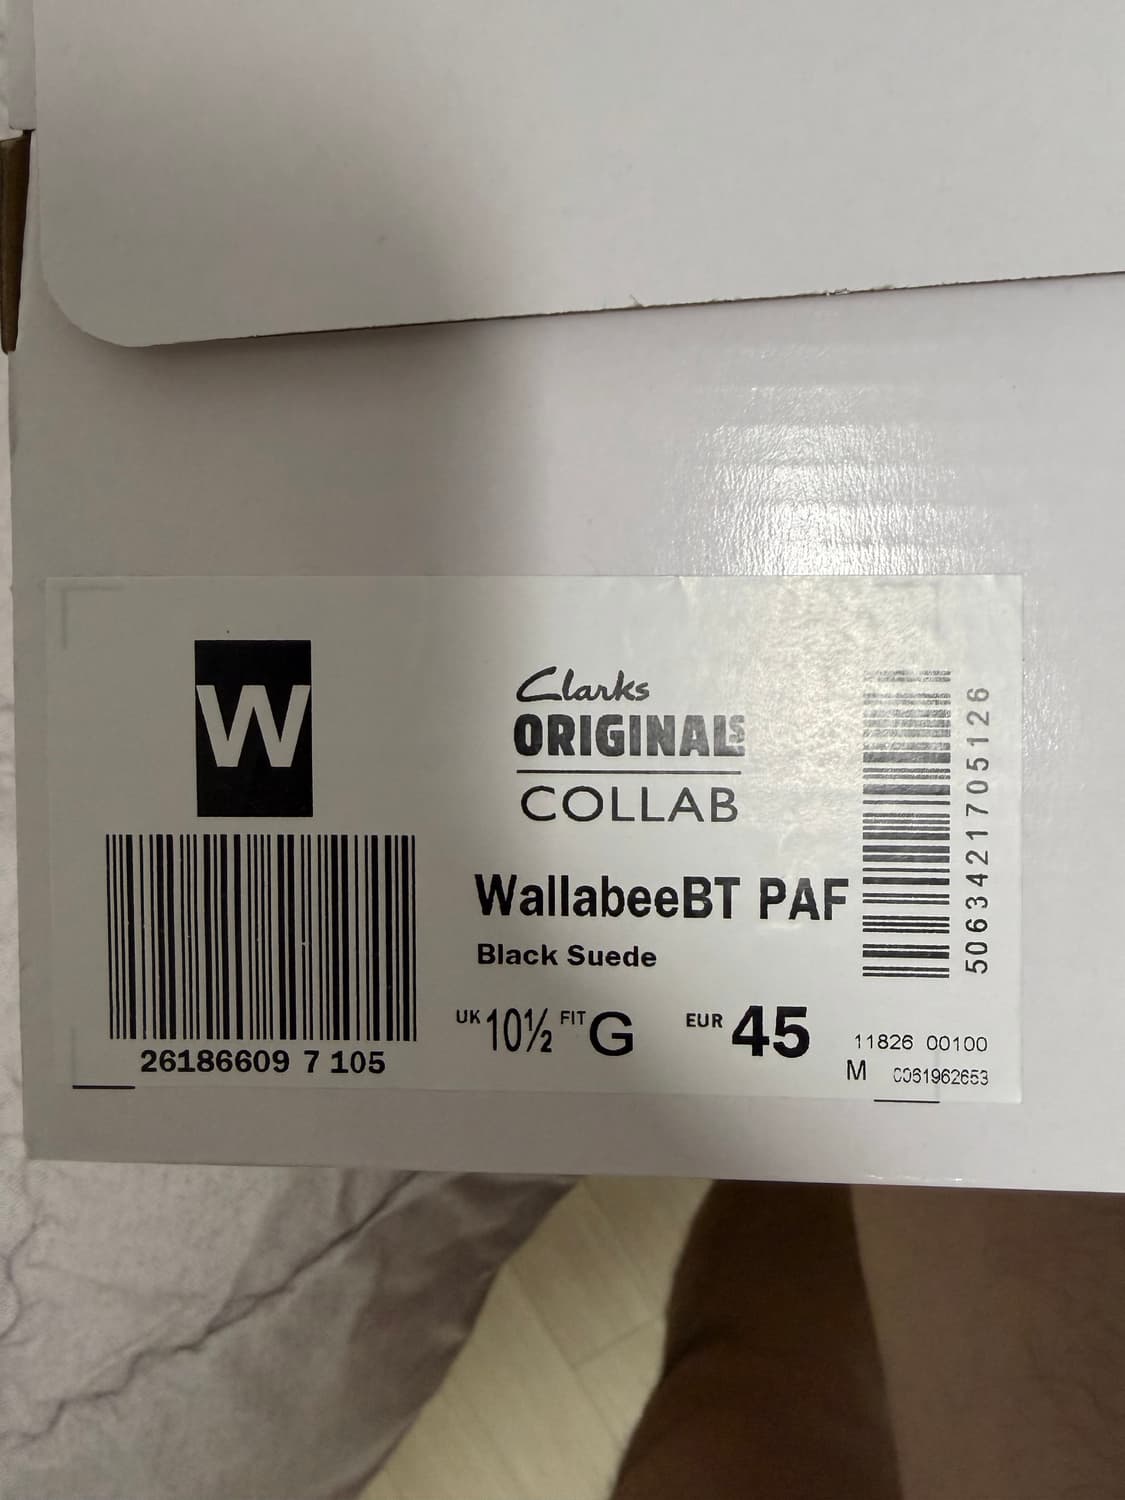 W
Clarks
ORIGINALS
COLLAB
WallabeeBT PAF
Black Suede
UK 10½ FIT G EUR 45
26186609 7 105
5063421705126
11826 00100
M 0061962653